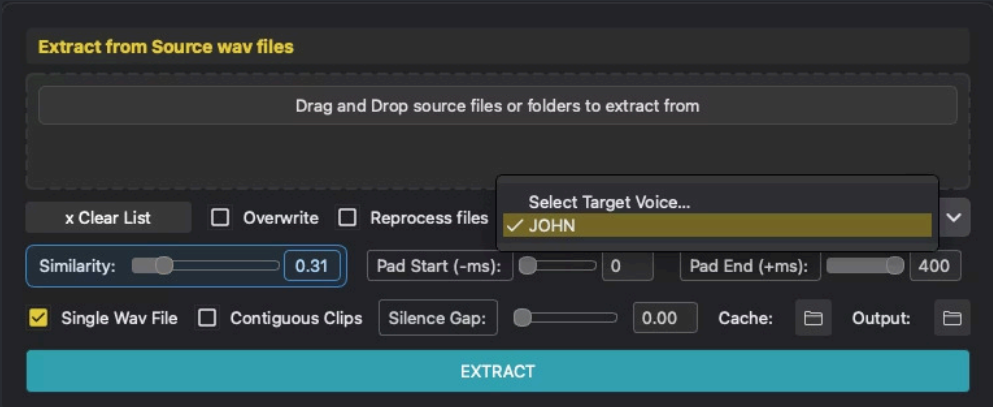 Extract from Source wav files
Drag and Drop source files or folders to extract from
x Clear List Overwrite Reprocess files
Select Target Voice...
JOHN
Similarity: 0.31 Pad Start (-ms): 0 Pad End (+ms): 400
Single Wav File Contiguous Clips Silence Gap: 0.00 Cache: Output:
EXTRACT